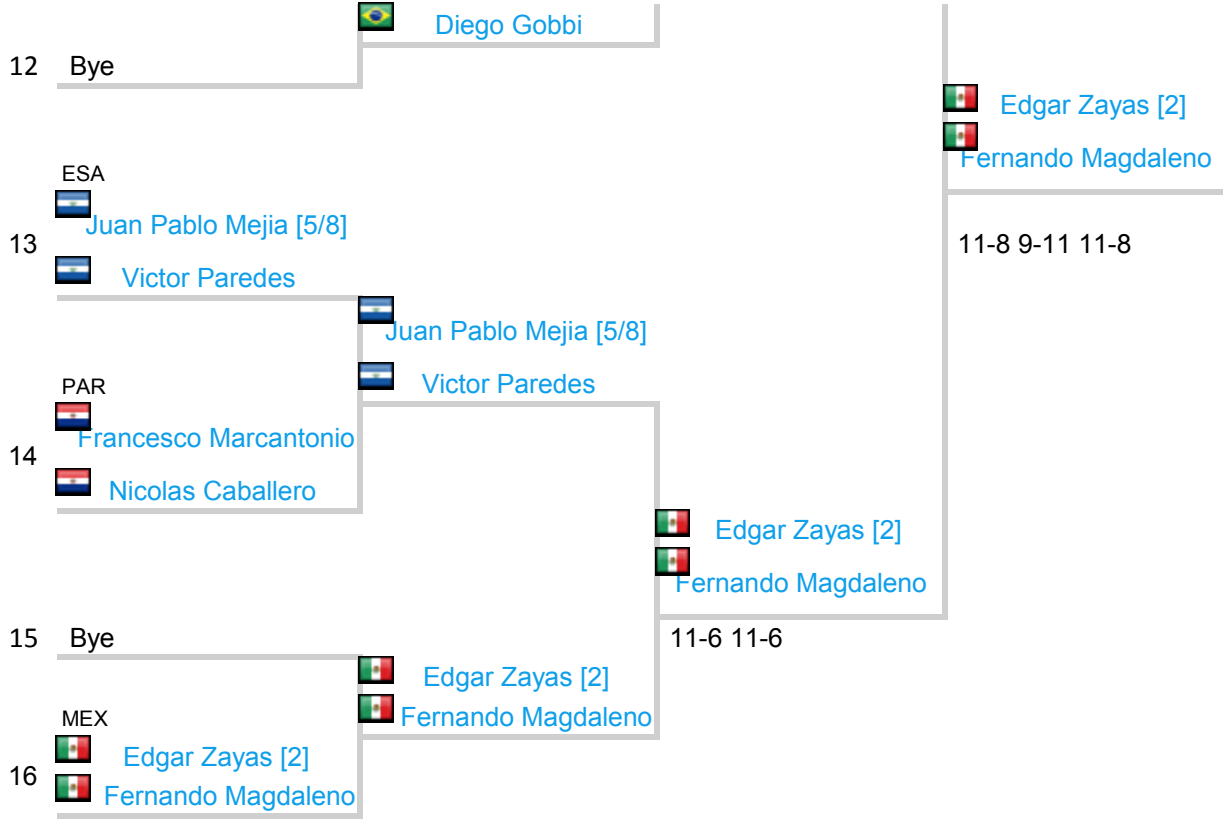 Diego Gobbi
12 Bye
Edgar Zayas [2]
Fernando Magdaleno
ESA
Juan Pablo Mejia [5/8]
13
11-8 9-11 11-8
Victor Paredes
Juan Pablo Mejia [5/8]
Victor Paredes
PAR
Francesco Marcantonio
14
Nicolas Caballero
Edgar Zayas [2]
Fernando Magdaleno
15 Bye
11-6 11-6
Edgar Zayas [2]
Fernando Magdaleno
MEX
Edgar Zayas [2]
16
Fernando Magdaleno